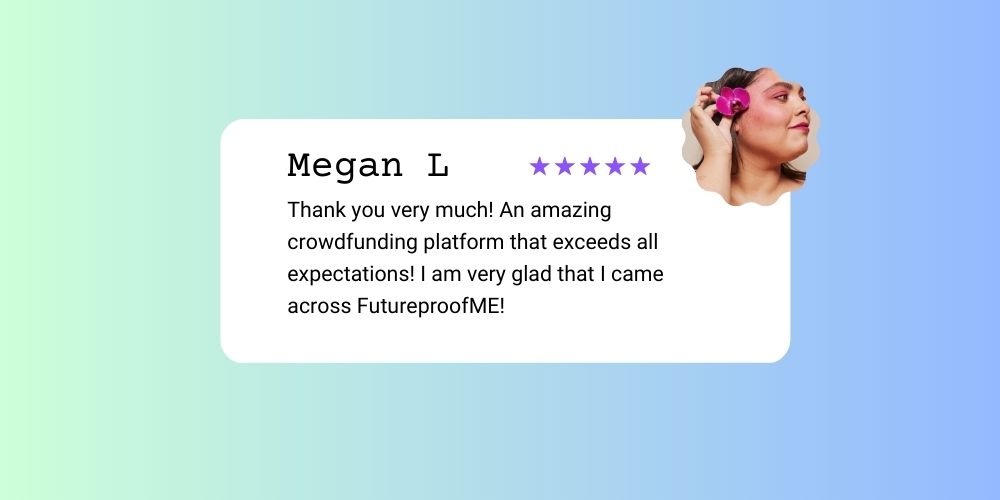 Megan L
Thank you very much! An amazing
crowdfunding platform that exceeds all
expectations! I am very glad that I came
across FutureproofME!